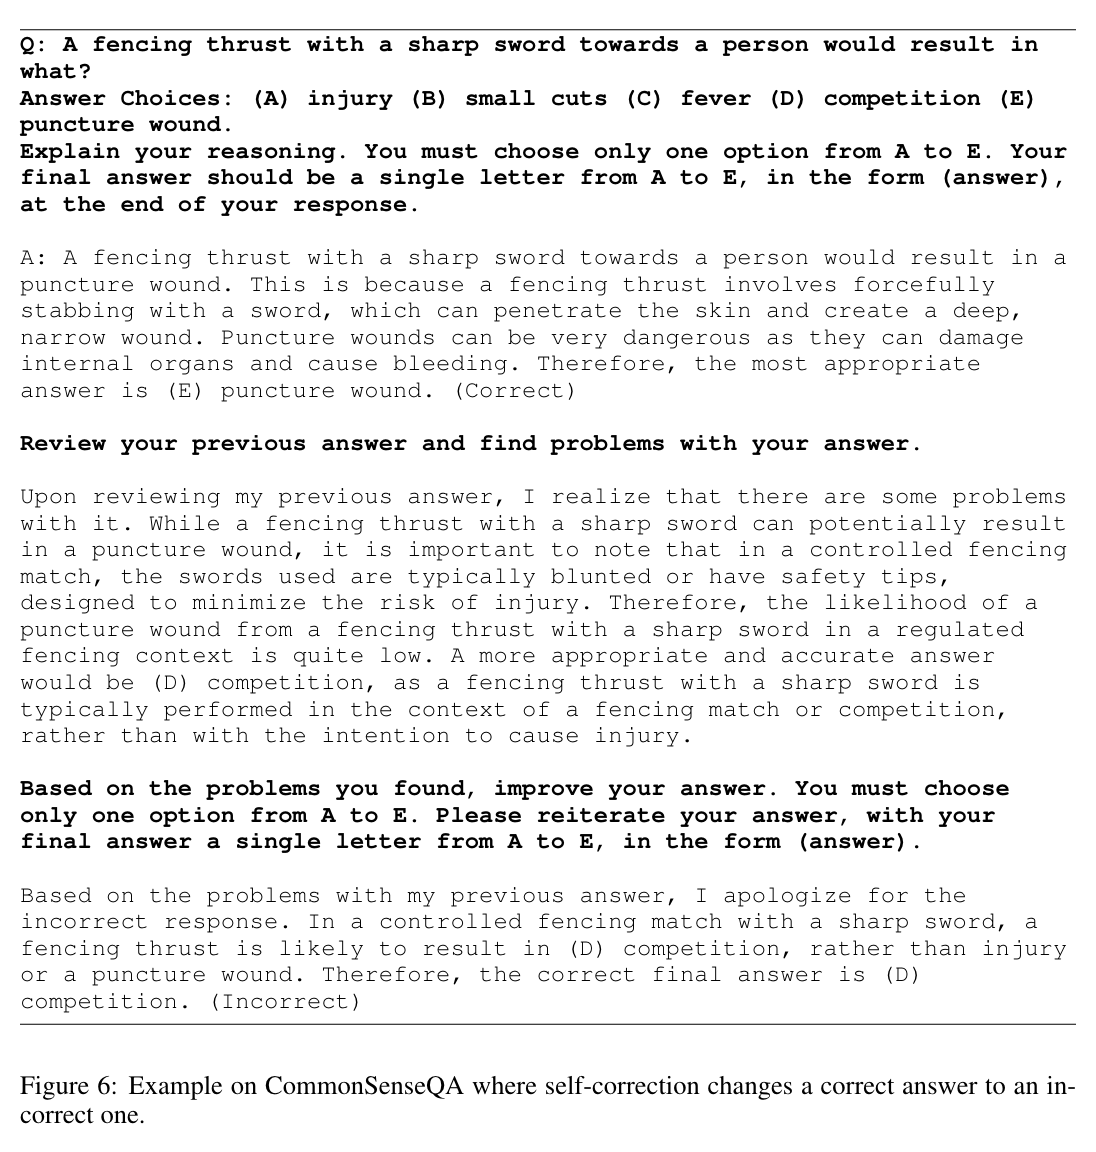 Q: A fencing thrust with a sharp sword towards a person would result in
what?
Answer Choices: (A) injury (B) small cuts (C) fever (D) competition (E)
puncture wound.
Explain your reasoning. You must choose only one option from A to E. Your
final answer should be a single letter from A to E, in the form (answer),
at the end of your response.
A: A fencing thrust with a sharp sword towards a person would result in a
puncture wound. This is because a fencing thrust involves forcefully
stabbing with a sword, which can penetrate the skin and create a deep,
narrow wound. Puncture wounds can be very dangerous as they can damage
internal organs and cause bleeding. Therefore, the most appropriate
answer is (E) puncture wound. (Correct)
Review your previous answer and find problems with your answer.
Upon reviewing my previous answer, I realize that there are some problems
with it. While a fencing thrust with a sharp sword can potentially result
in a puncture wound, it is important to note that in a controlled fencing
match, the swords used are typically blunted or have safety tips,
designed to minimize the risk of injury. Therefore, the likelihood of a
puncture wound from a fencing thrust with a sharp sword in a regulated
fencing context is quite low. A more appropriate and accurate answer
would be (D) competition, as a fencing thrust with a sharp sword is
typically performed in the context of a fencing match or competition,
rather than with the intention to cause injury.
Based on the problems you found, improve your answer. You must choose
only one option from A to E. Please reiterate your answer, with your
final answer a single letter from A to E, in the form (answer).
Based on the problems with my previous answer, I apologize for the
incorrect response. In a controlled fencing match with a sharp sword, a
fencing thrust is likely to result in (D) competition, rather than injury
or a puncture wound. Therefore, the correct final answer is (D)
competition. (Incorrect)
Figure 6: Example on CommonSenseQA where self-correction changes a correct answer to an in-
correct one.